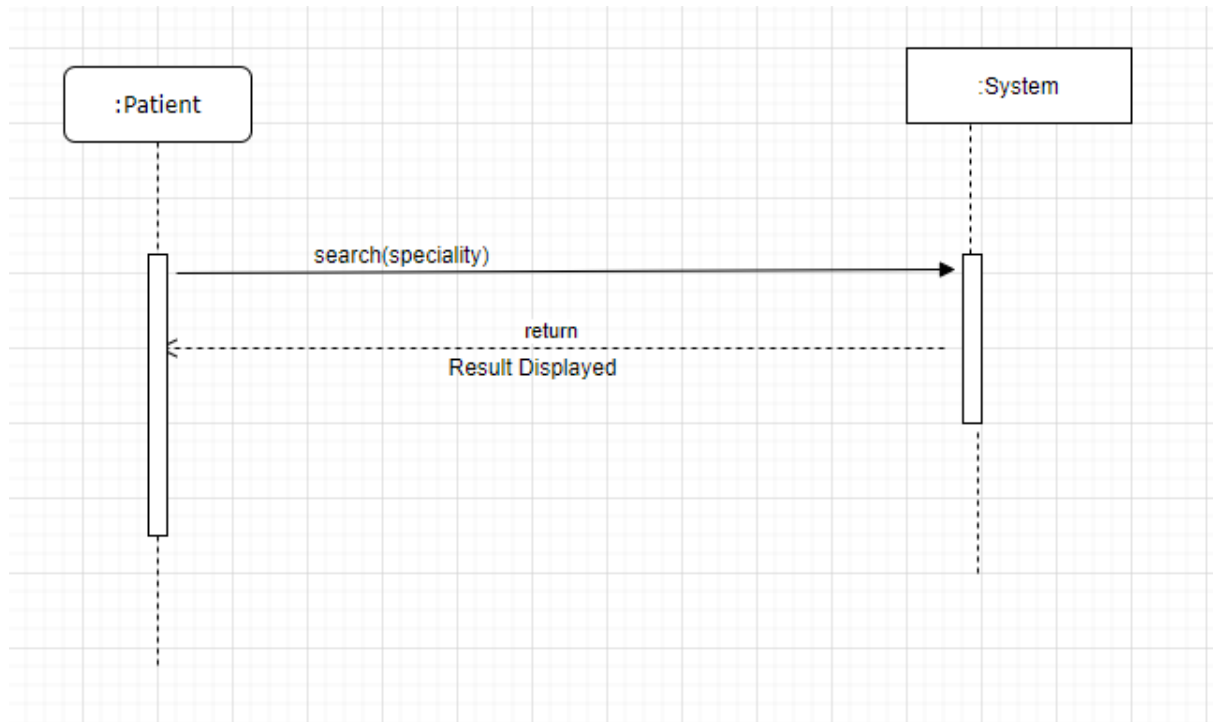 :Patient
:System
search(speciality)
return
Result Displayed